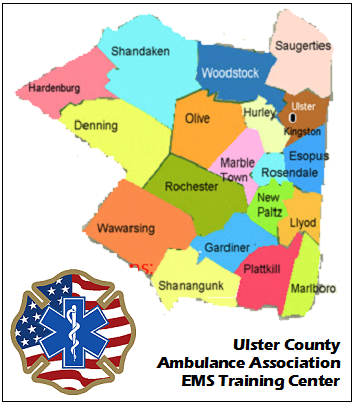 Saugerties
Shandaken
Woodstock
Hardenburg
Hurley
Ulster
Olive
Denning
Kingston
Esopus
Marble
Town
Rosendale
Rochester
New
Paltz
Llyod
Wawarsing
Gardiner
Plattkill
Shanangunk
Marlboro
Ulster County
Ambulance Association
EMS Training Center